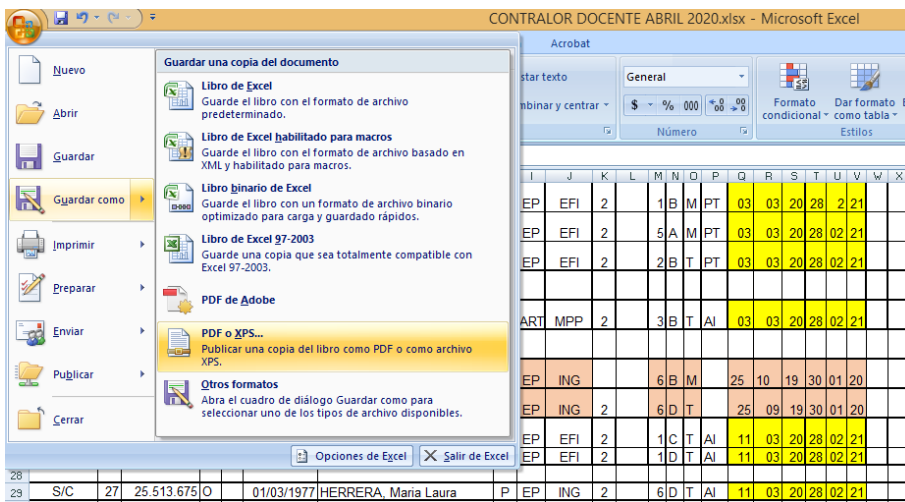 CONTRALOR DOCENTE ABRIL 2020.xlsx - Microsoft Excel
Acrobat
Nuevo
Abrir
Guardar
Guardar como
Imprimir
Preparar
Enviar
Publicar
Cerrar
Guardar una copia del documento
Libro de Excel
Guarde el libro con el formato de archivo
predeterminado.
Libro de Excel habilitado para macros
Guarde el libro con el formato de archivo basado en
XML y habilitado para macros.
Libro binario de Excel
Guarde el libro con un formato de archivo binario
optimizado para carga y guardado rápidos.
Libro de Excel 97-2003
Guarde una copia que sea totalmente compatible con
Excel 97-2003.
PDF de Adobe
PDF o XPS...
Publicar una copia del libro como PDF o como archivo
XPS.
Otros formatos
Abra el cuadro de diálogo Guardar como para
seleccionar uno de los tipos de archivo disponibles.
Opciones de Excel Salir de Excel
star texto
mbinar y centrar
General
$ % 000
Número
Formato
condicional
Dar formato
como tabla
Estilos
I J K L M N O P Q R S T U V W X
EP EFI 2 1 B M PT 03 03 20 28 2 21
EP EFI 2 5 A M PT 03 03 20 28 02 21
EP EFI 2 2 B T PT 03 03 20 28 02 21
ART MPP 2 3 B T AI 03 03 20 28 02 21
EP ING 6 B M 25 10 19 30 01 20
EP ING 2 6 D T 25 09 19 30 01 20
EP EFI 2 1 C T AI 11 03 20 28 02 21
EP EFI 2 1 D T AI 11 03 20 28 02 21
28
29 S/C 27 25.513.675 O 01/03/1977 HERRERA, Maria Laura P EP ING 2 6 D T AI 11 03 20 28 02 21